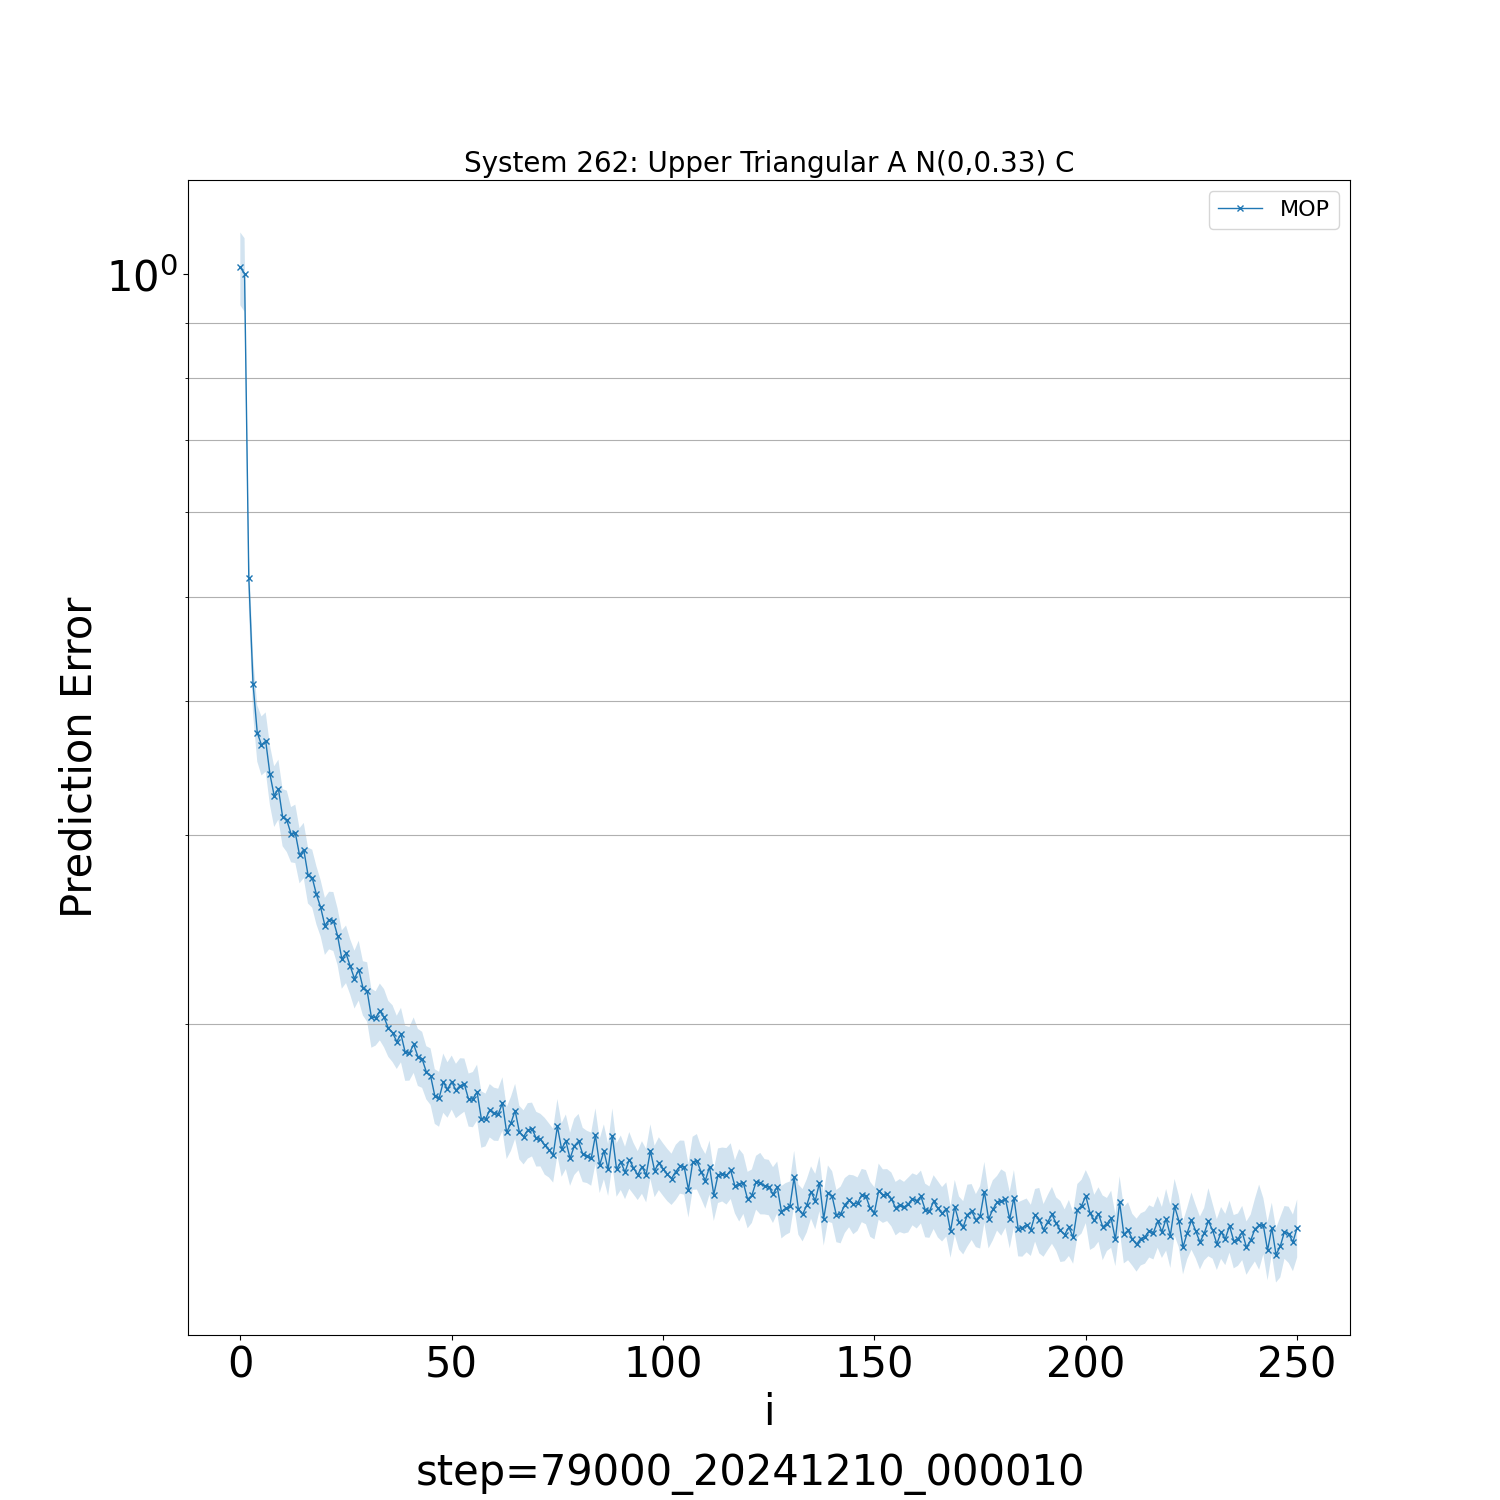 System 262: Upper Triangular A N(0,0.33) C
MOP
10⁰
Prediction Error
0 50 100 150 200 250
i
step=79000_20241210_000010